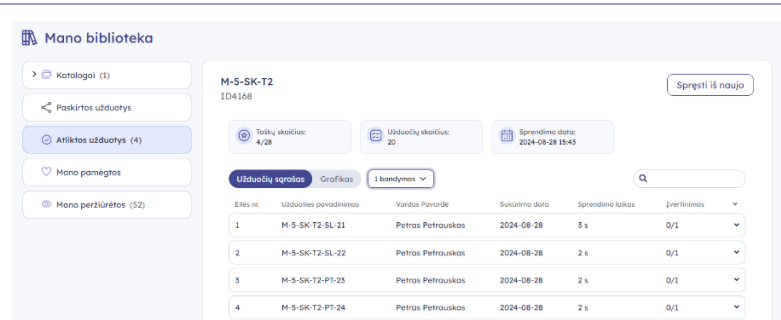 Mano biblioteka
Katalogai (1)
Paskirtos užduotys
Atliktos užduotys (4)
Mano pamėgtos
Mano peržiūrėtos (52)
M-5-SK-T2
ID4168
Spręsti iš naujo
Taškų skaičius:
4/28
Užduočių skaičius:
20
Sprendimo data:
2024-08-28 15:43
Užduočių sąrašas Grafikas 1 bandymas
Eilės nr. Užduoties pavadinimas Vardas Pavardė Sukūrimo data Sprendimo laikas Įvertinimas
1 M-5-SK-T2-SL-21 Petras Petrauskas 2024-08-28 3 s 0/1
2 M-5-SK-T2-SL-22 Petras Petrauskas 2024-08-28 2 s 0/1
3 M-5-SK-T2-PT-23 Petras Petrauskas 2024-08-28 2 s 0/1
4 M-5-SK-T2-PT-24 Petras Petrauskas 2024-08-28 2 s 0/1